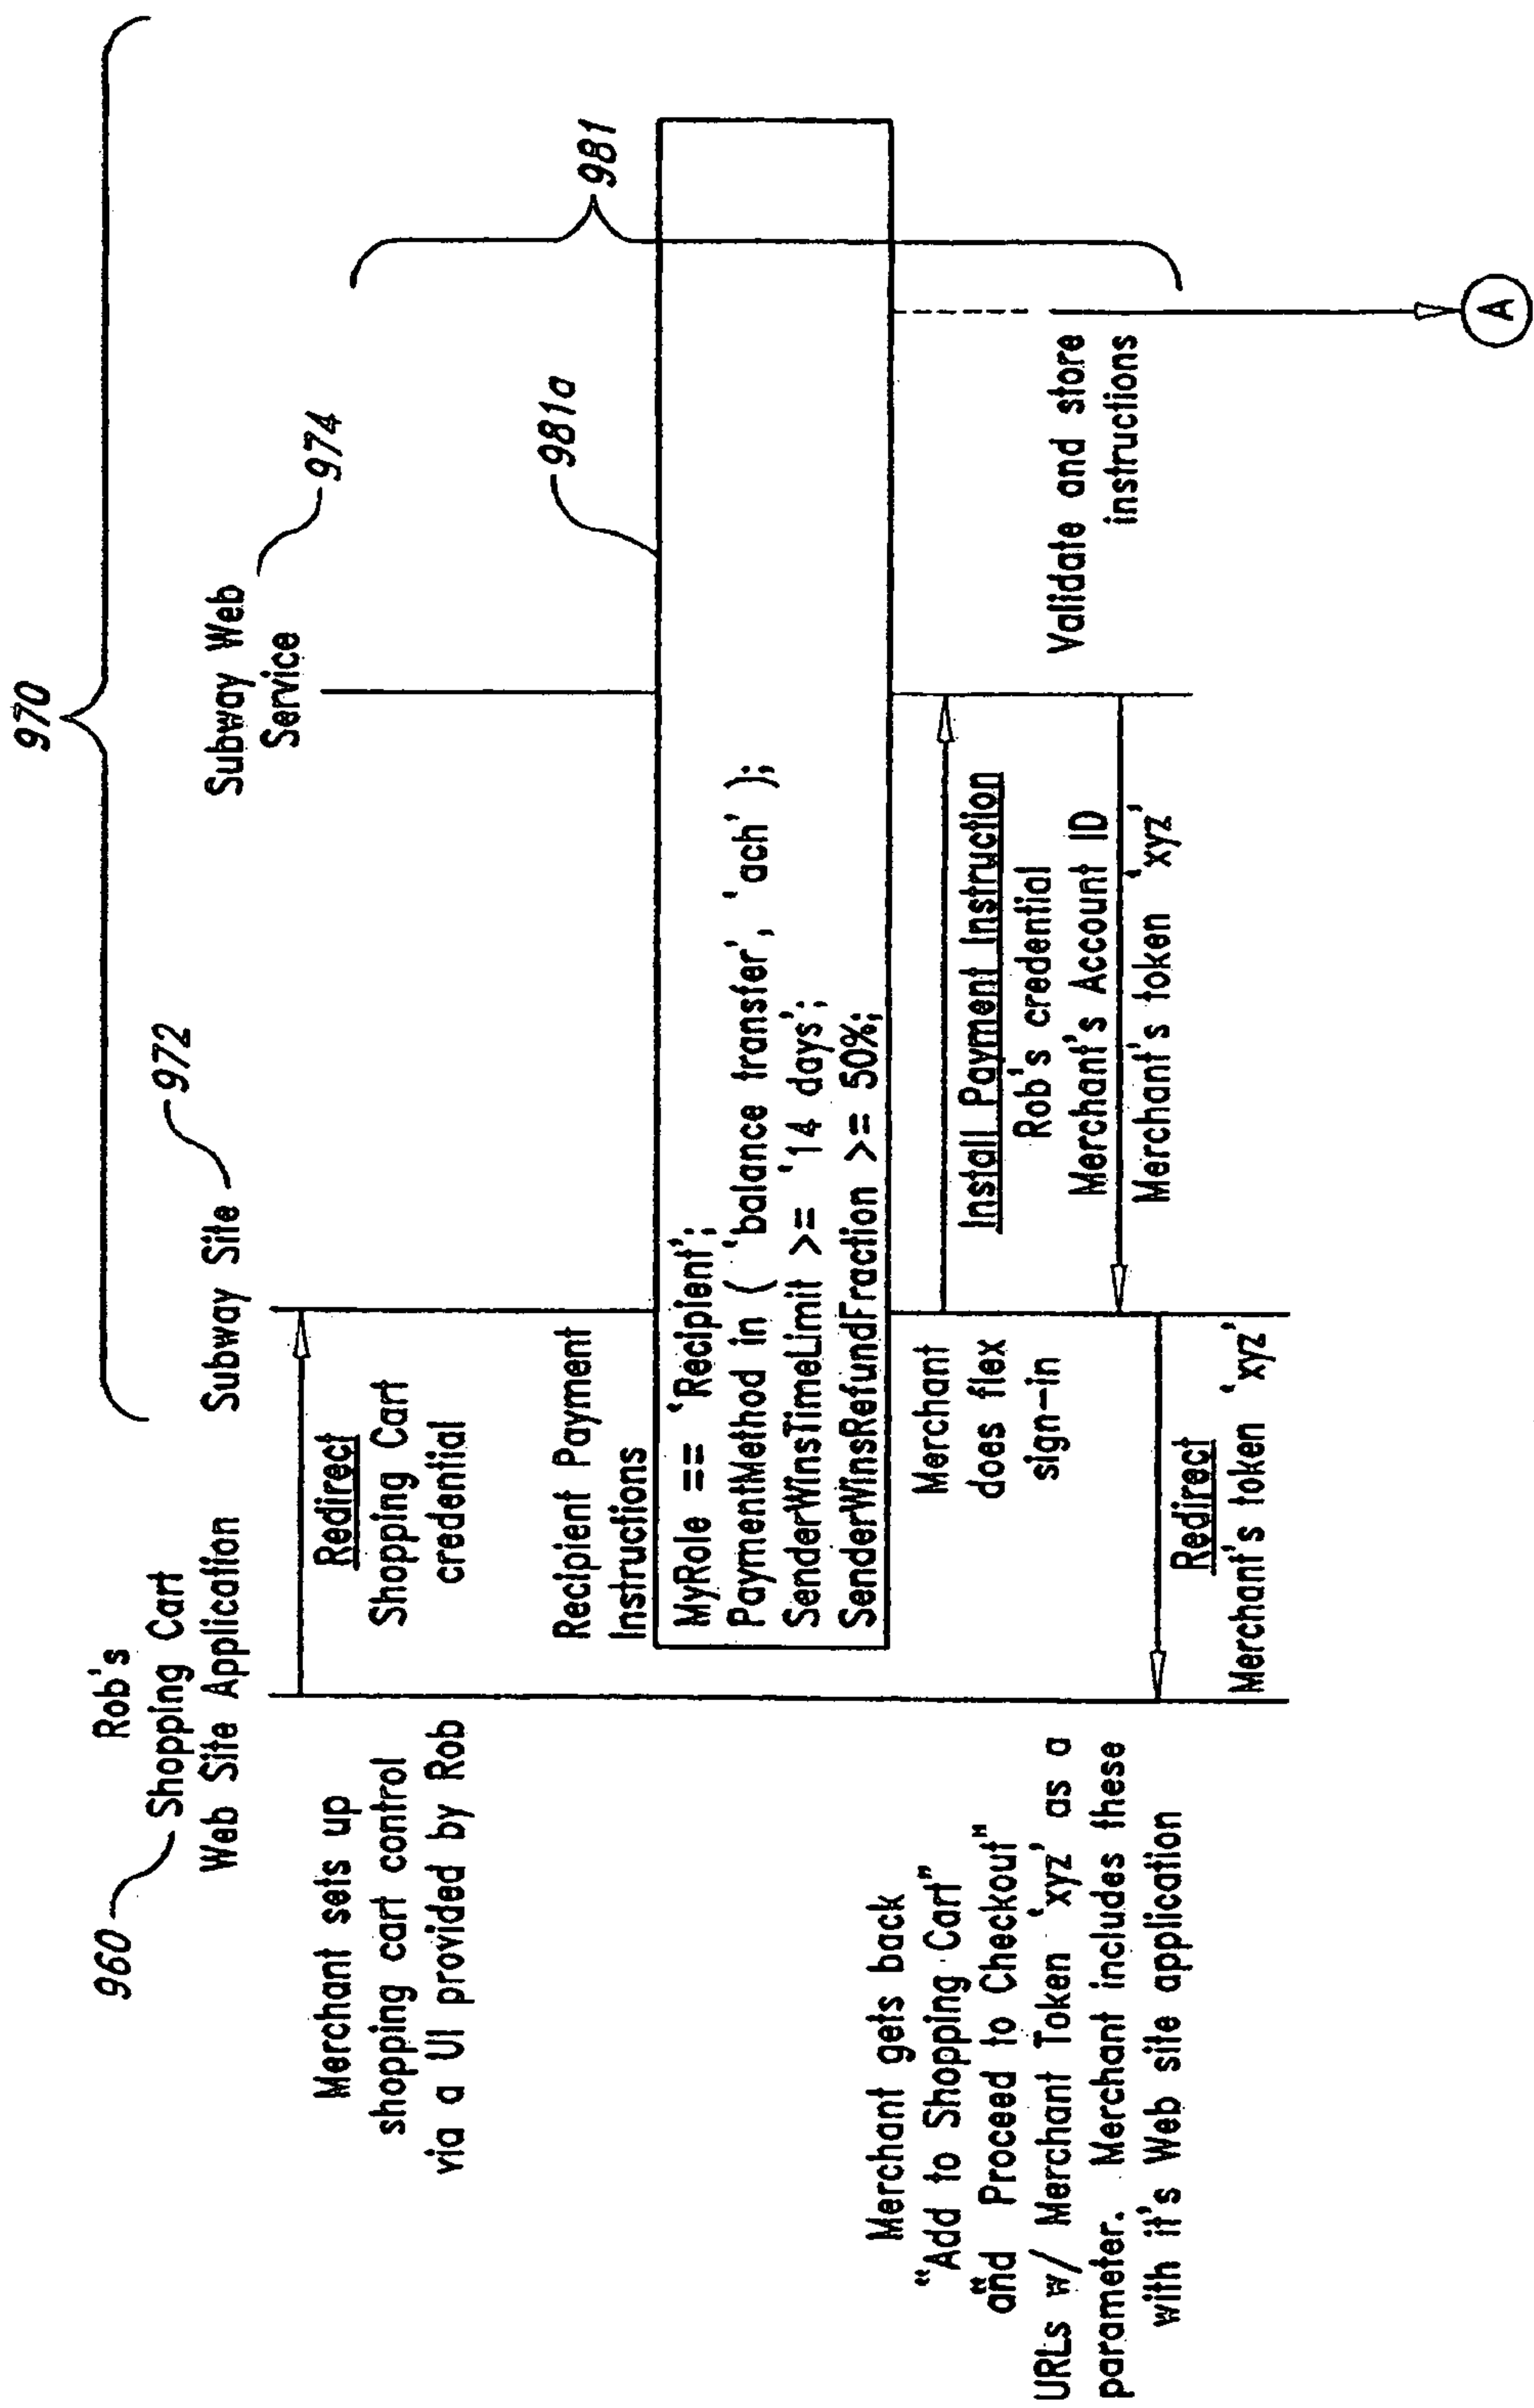 970
Rob's
960
Shopping Cart
Web Site Application
Subway Site
972
Subway Web
Service
974
Merchant sets up
shopping cart control
via a UI provided by Rob
Redirect
Shopping Cart
credential
981
Recipient Payment
Instructions
981a
MyRole == 'Recipient';
PaymentMethod in ( 'balance transfer', 'ach' );
SenderWinsTimeLimit >= '14 days';
SenderWinsRefundFraction >= 50%;
Merchant
does flex
sign-in
Install Payment Instruction
Rob's credential
Merchant's Account ID
Merchant's token 'xyz'
Validate and store
instructions
Merchant gets back
"Add to Shopping Cart"
and "Proceed to Checkout"
URLs w/ Merchant Token 'xyz' as a
parameter. Merchant includes these
with it's Web site application
Redirect
Merchant's token 'xyz'
A